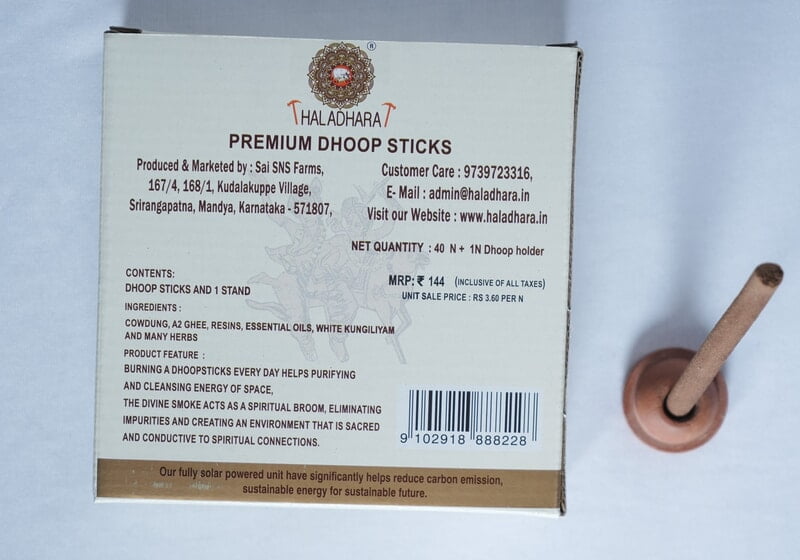 ®
HALADHARA
PREMIUM DHOOP STICKS
Produced & Marketed by : Sai SNS Farms,
167/4, 168/1, Kudalakuppe Village,
Srirangapatna, Mandya, Karnataka - 571807,
Customer Care : 9739723316,
E- Mail : admin@haladhara.in
Visit our Website : www.haladhara.in
NET QUANTITY : 40 N + 1N Dhoop holder
MRP: ₹ 144 (INCLUSIVE OF ALL TAXES)
UNIT SALE PRICE : RS 3.60 PER N
CONTENTS:
DHOOP STICKS AND 1 STAND
INGREDIENTS :
COWDUNG, A2 GHEE, RESINS, ESSENTIAL OILS, WHITE KUNGILIYAM
AND MANY HERBS
PRODUCT FEATURE :
BURNING A DHOOPSTICKS EVERY DAY HELPS PURIFYING
AND CLEANSING ENERGY OF SPACE,
THE DIVINE SMOKE ACTS AS A SPIRITUAL BROOM, ELIMINATING
IMPURITIES AND CREATING AN ENVIRONMENT THAT IS SACRED
AND CONDUCTIVE TO SPIRITUAL CONNECTIONS.
9 102918 888228
Our fully solar powered unit have significantly helps reduce carbon emission,
sustainable energy for sustainable future.